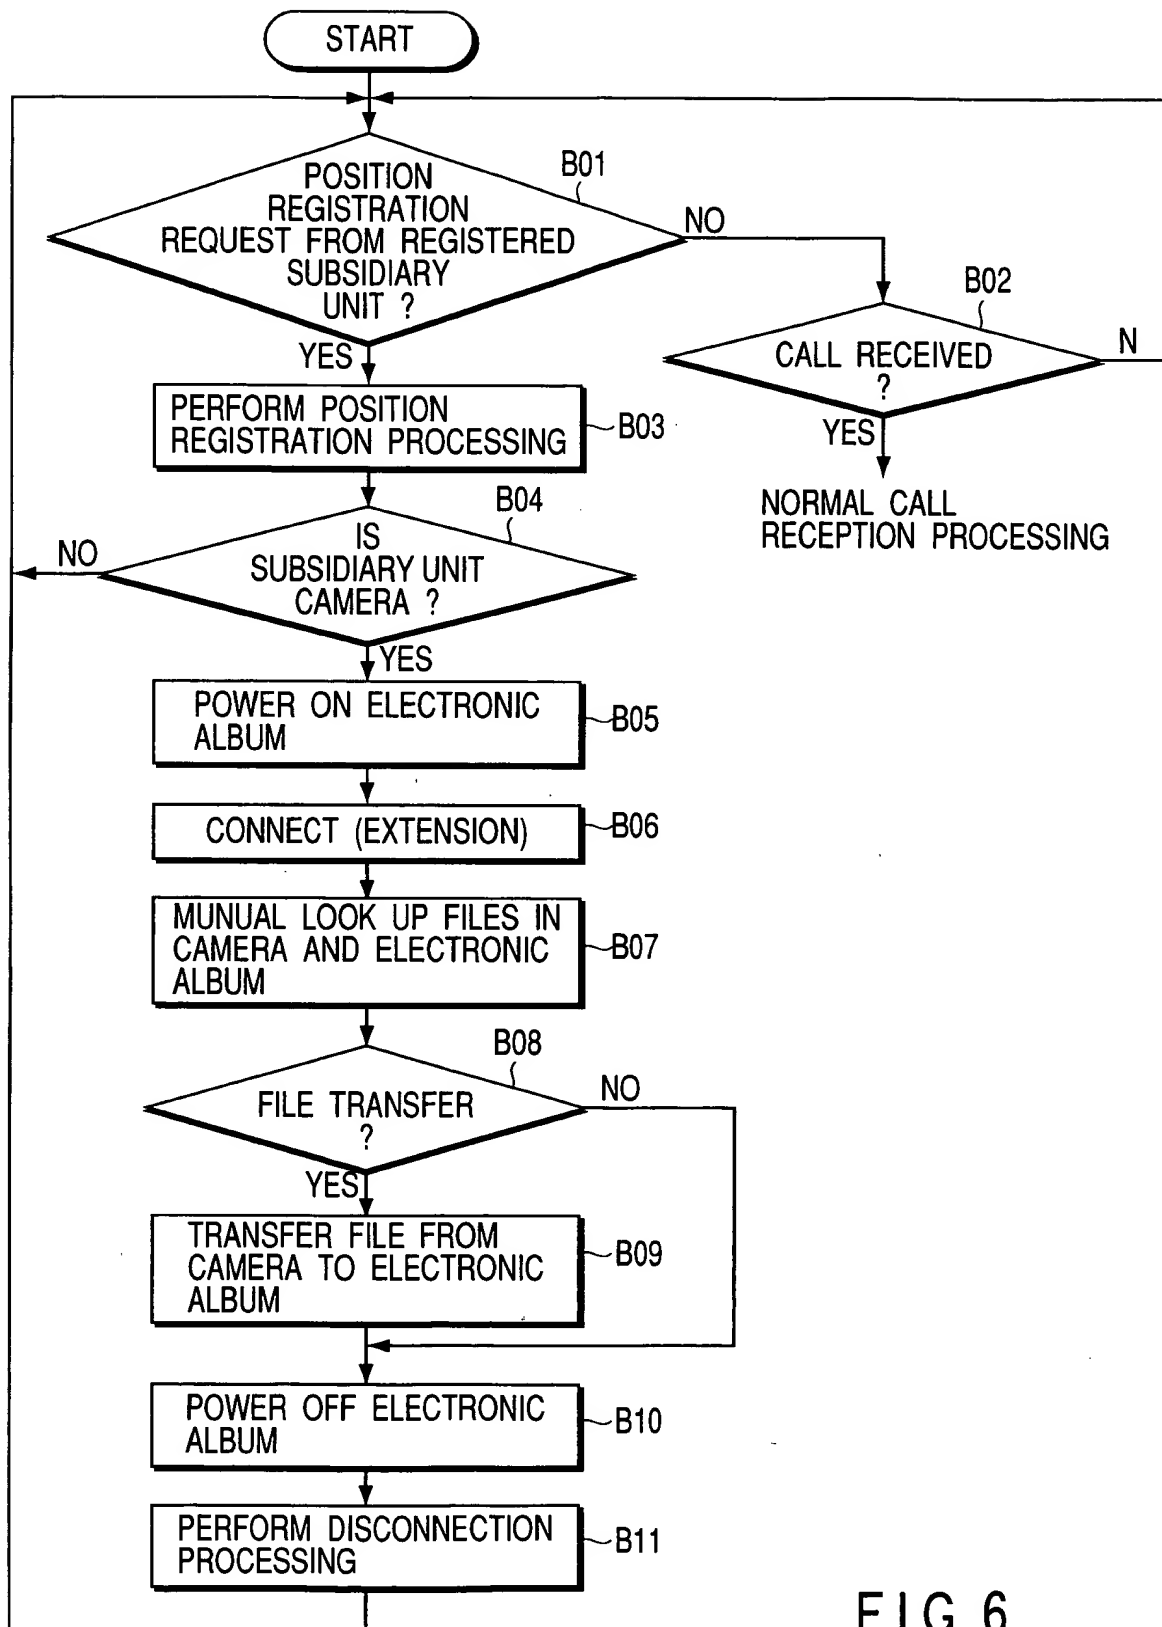 START
B01
POSITION
REGISTRATION
REQUEST FROM REGISTERED
SUBSIDIARY
UNIT ?
NO
YES
B02
CALL RECEIVED
?
N
YES
NORMAL CALL
RECEPTION PROCESSING
PERFORM POSITION
REGISTRATION PROCESSING
B03
B04
IS
SUBSIDIARY UNIT
CAMERA ?
NO
YES
POWER ON ELECTRONIC
ALBUM
B05
CONNECT (EXTENSION)
B06
MUNUAL LOOK UP FILES IN
CAMERA AND ELECTRONIC
ALBUM
B07
B08
FILE TRANSFER
?
NO
YES
TRANSFER FILE FROM
CAMERA TO ELECTRONIC
ALBUM
B09
POWER OFF ELECTRONIC
ALBUM
B10
PERFORM DISCONNECTION
PROCESSING
B11
FIG 6